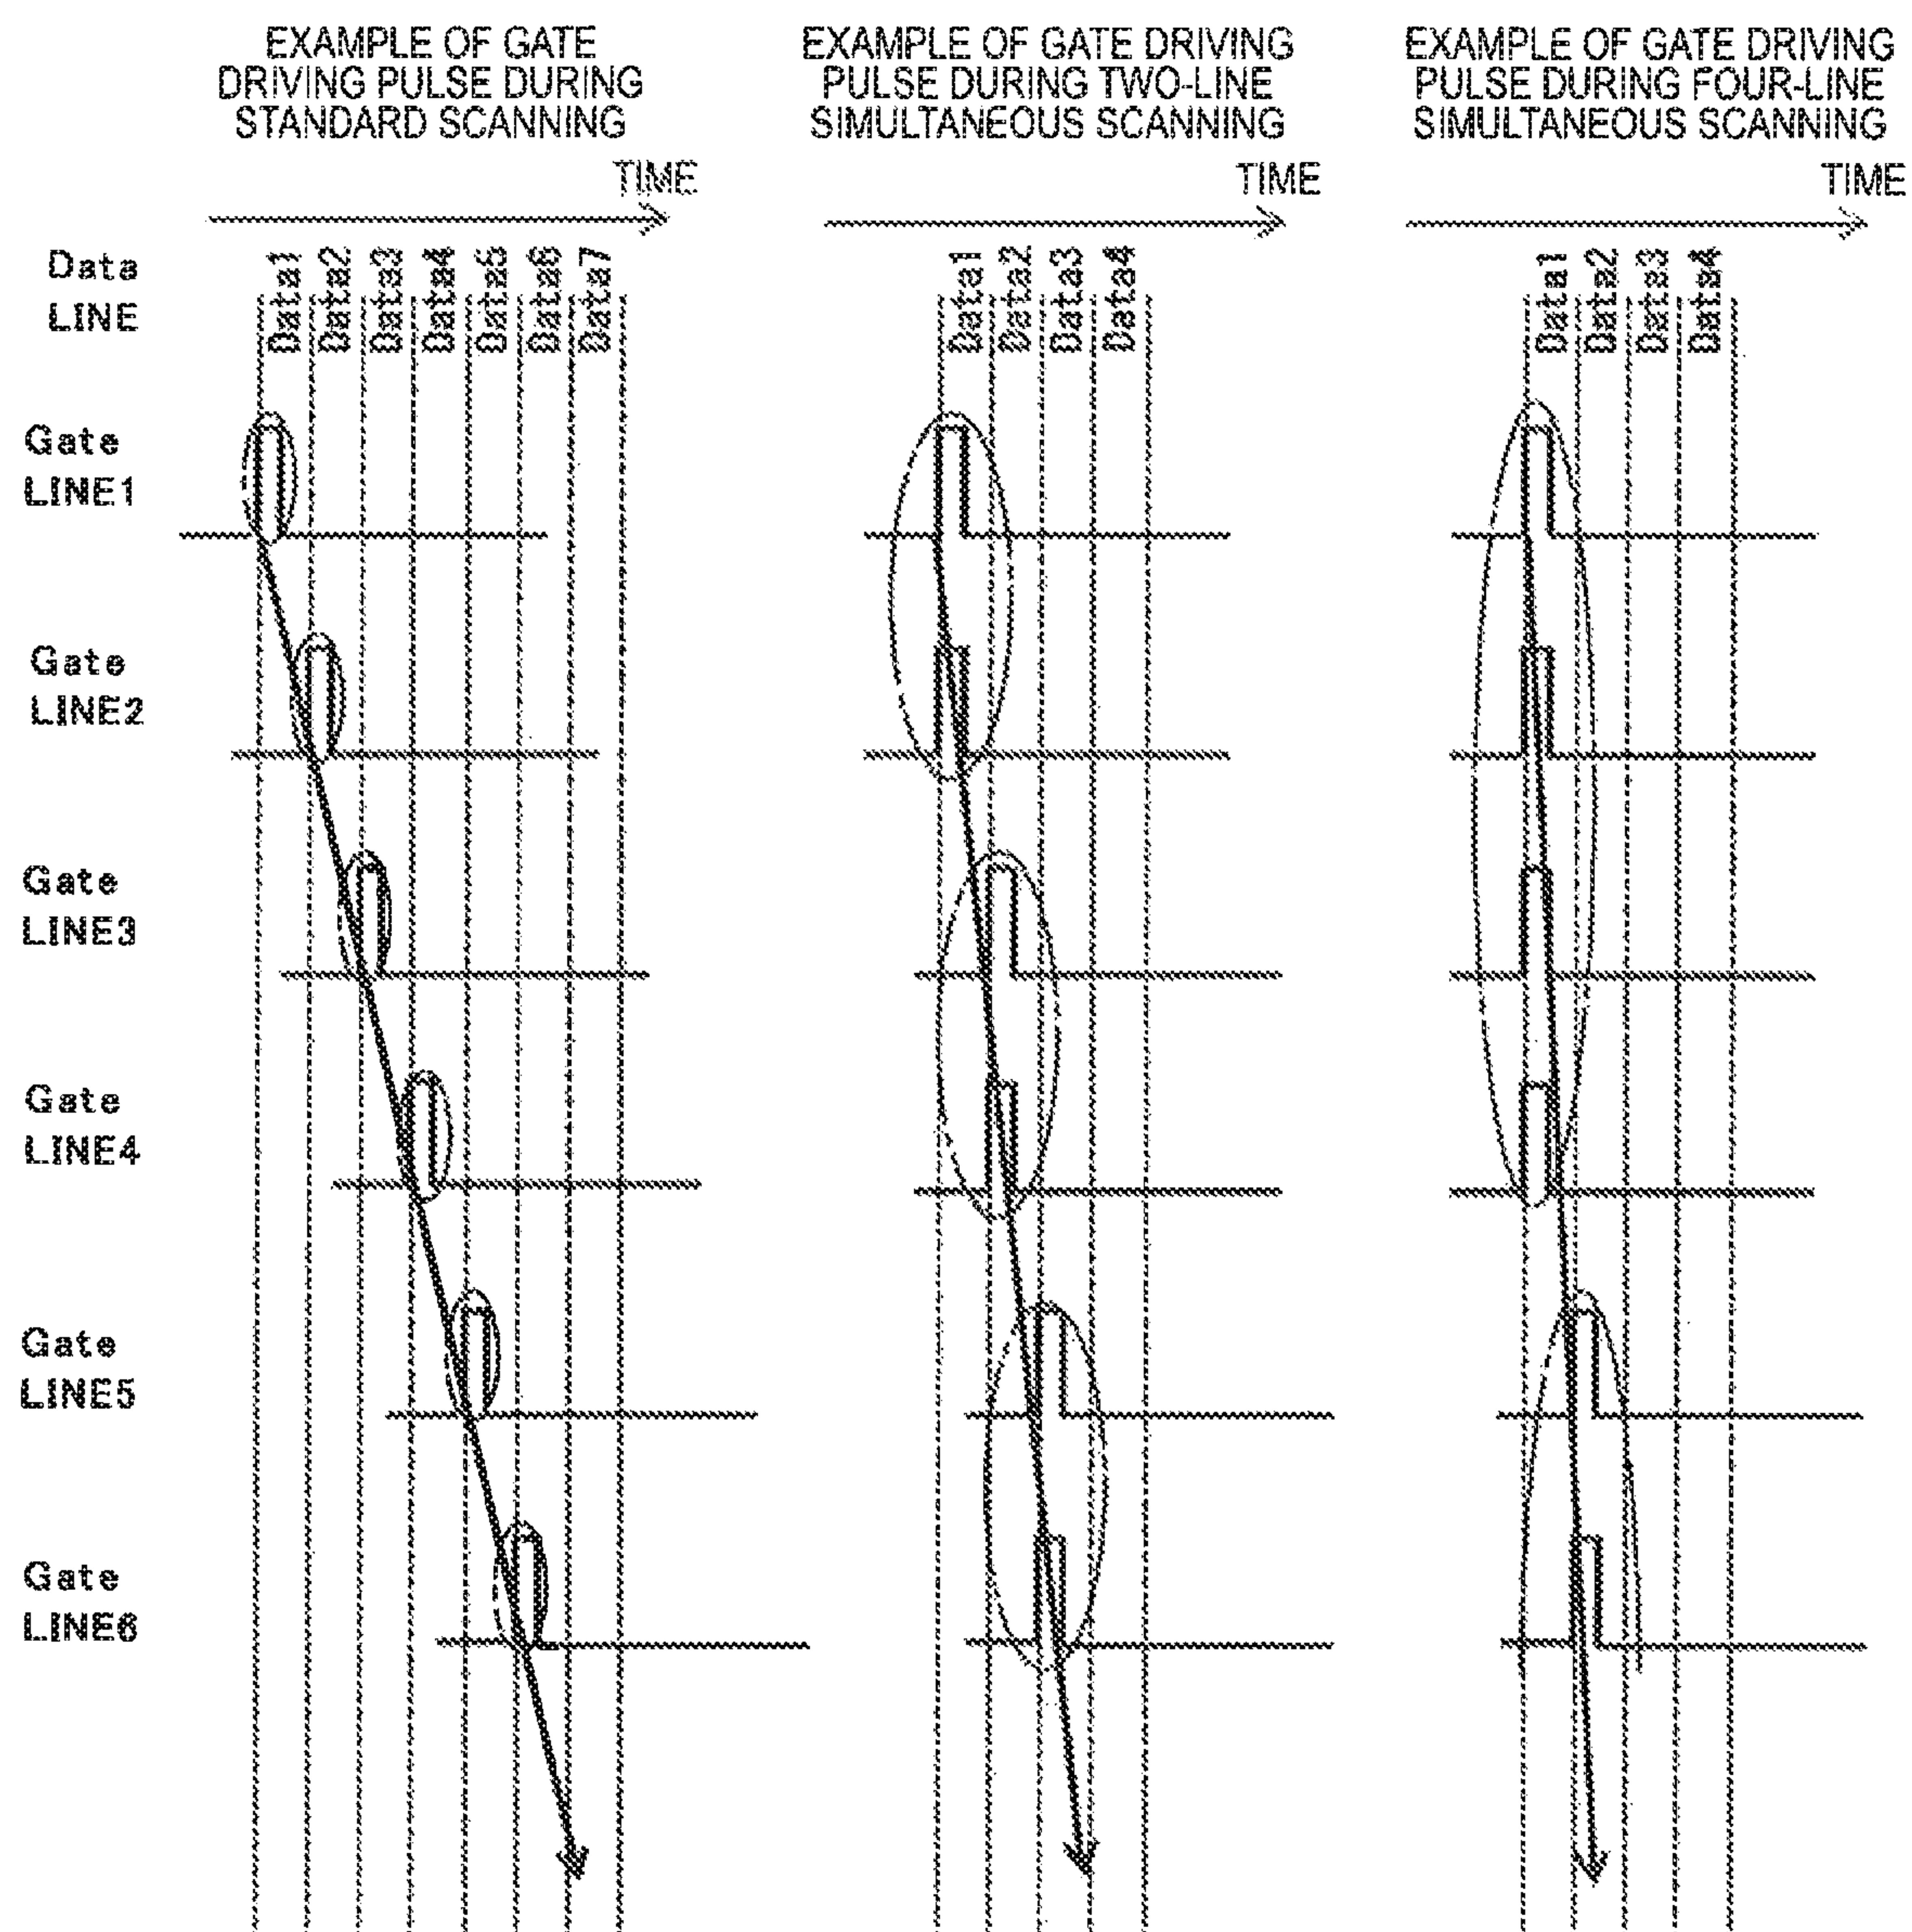 EXAMPLE OF GATE
DRIVING PULSE DURING
STANDARD SCANNING
TIME
EXAMPLE OF GATE DRIVING
PULSE DURING TWO-LINE
SIMULTANEOUS SCANNING
TIME
EXAMPLE OF GATE DRIVING
PULSE DURING FOUR-LINE
SIMULTANEOUS SCANNING
TIME
Data
LINE
Data1
Data2
Data3
Data4
Data5
Data6
Data7
Data1
Data2
Data3
Data4
Data1
Data2
Data3
Data4
Gate
LINE1
Gate
LINE2
Gate
LINE3
Gate
LINE4
Gate
LINE5
Gate
LINE6